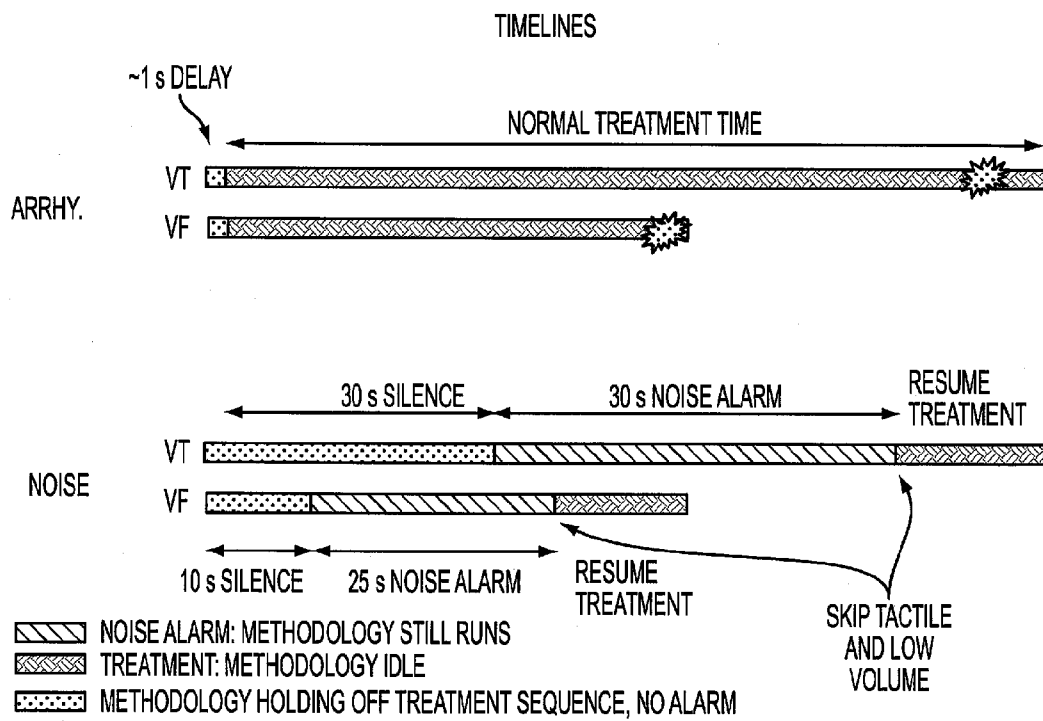 TIMELINES
~1 s DELAY
NORMAL TREATMENT TIME
ARRHY.
VT
VF
30 s SILENCE
30 s NOISE ALARM
RESUME
TREATMENT
NOISE
VT
VF
10 s SILENCE
25 s NOISE ALARM
RESUME
TREATMENT
SKIP TACTILE
AND LOW
VOLUME
NOISE ALARM: METHODOLOGY STILL RUNS
TREATMENT: METHODOLOGY IDLE
METHODOLOGY HOLDING OFF TREATMENT SEQUENCE, NO ALARM